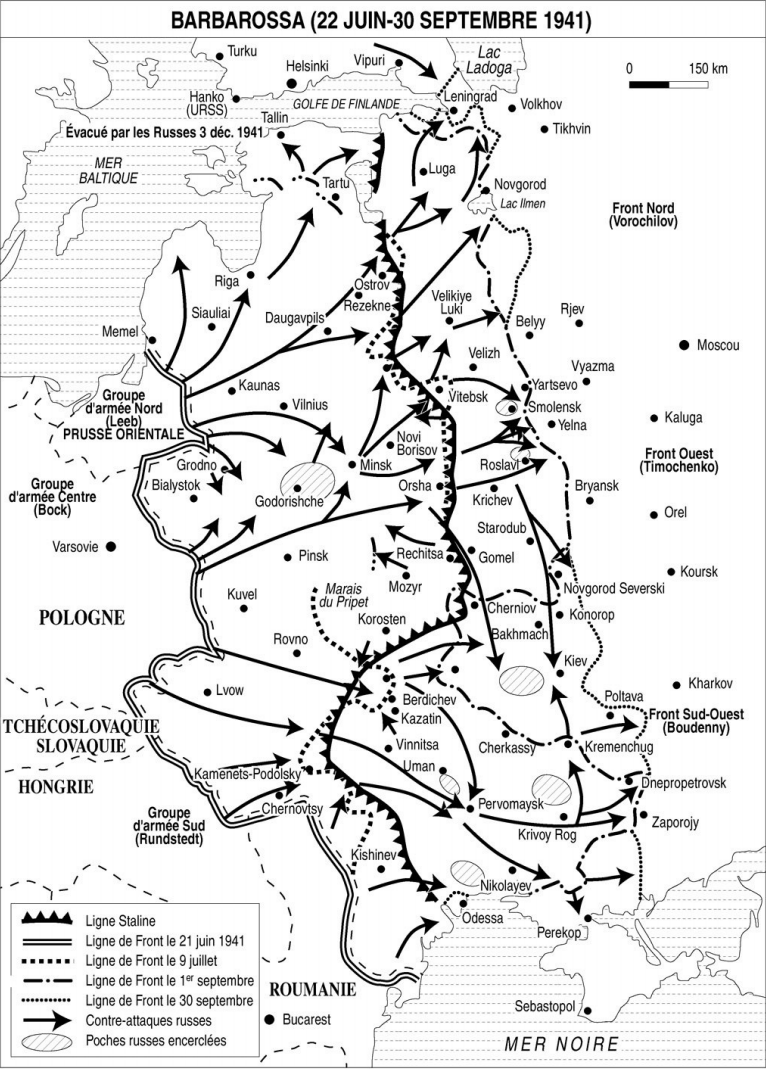 BARBAROSSA (22 JUIN-30 SEPTEMBRE 1941)
Turku
Helsinki
Vipuri
Lac
Ladoga
0 150 km
Hanko
(URSS)
GOLFE DE FINLANDE
Leningrad
Volkhov
Tallin
Tikhvin
Évacué par les Russes 3 déc. 1941
MER
BALTIQUE
Luga
Tartu
Novgorod
Lac Ilmen
Front Nord
(Vorochilov)
Riga
Ostrov
Rezekne
Siauliai
Daugavpils
Velikiye
Luki
Rjev
Belyy
Memel
Moscou
Velizh
Vyazma
Kaunas
Yartsevo
Groupe
d'armée Nord
(Leeb)
PRUSSE ORIENTALE
Vilnius
Vitebsk
Smolensk
Kaluga
Yelna
Novi
Borisov
Front Ouest
(Timochenko)
Grodno
Minsk
Roslavl
Groupe
d'armée Centre
(Bock)
Bialystok
Godorishche
Orsha
Krichev
Bryansk
Orel
Starodub
Varsovie
Pinsk
Rechitsa
Gomel
Koursk
Mozyr
Novgorod Severski
Kuvel
Marais
du Pripet
Cherniov
Konorop
POLOGNE
Korosten
Bakhmach
Rovno
Kiev
Lvow
Kharkov
Berdichev
Poltava
Kazatin
Front Sud-Ouest
(Boudenny)
TCHÉCOSLOVAQUIE
SLOVAQUIE
Vinnitsa
Cherkassy
Kremenchug
Uman
Kamenets-Podolsky
HONGRIE
Dnepropetrovsk
Chernovtsy
Pervomaysk
Groupe
d'armée Sud
(Rundstedt)
Krivoy Rog
Zaporojy
Kishinev
Nikolayev
Odessa
Perekop
Ligne Staline
Ligne de Front le 21 juin 1941
Ligne de Front le 9 juillet
Ligne de Front le 1er septembre
Ligne de Front le 30 septembre
Contre-attaques russes
Poches russes encerclées
ROUMANIE
Bucarest
Sebastopol
MER NOIRE